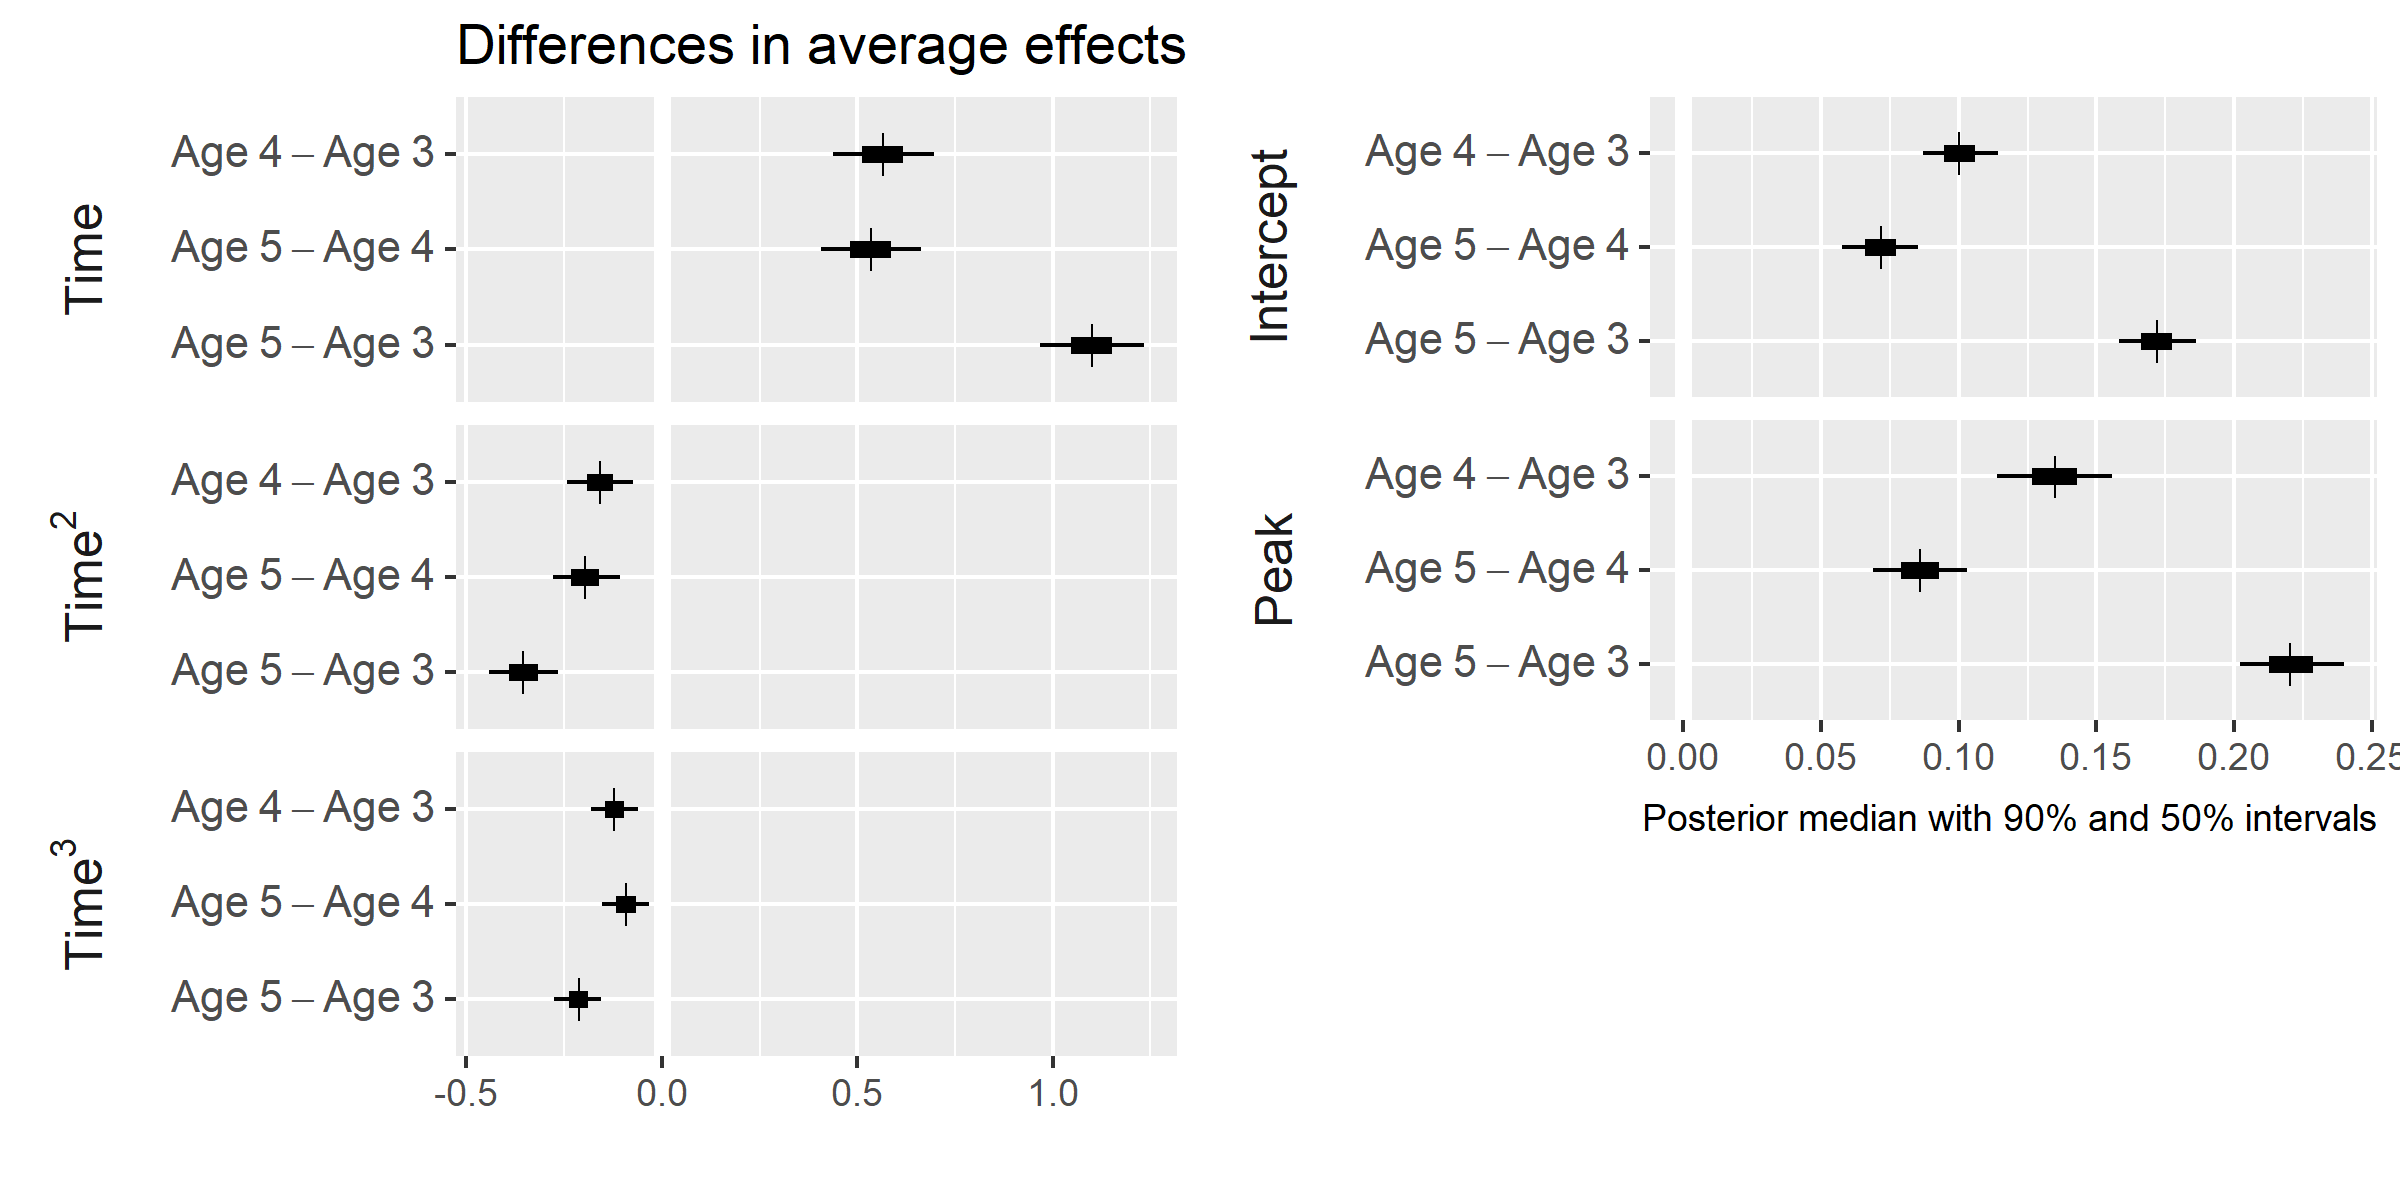 Differences in average effects
Time
Age 4 – Age 3
Age 5 – Age 4
Age 5 – Age 3
Time²
Age 4 – Age 3
Age 5 – Age 4
Age 5 – Age 3
Time³
Age 4 – Age 3
Age 5 – Age 4
Age 5 – Age 3
-0.5 0.0 0.5 1.0
Intercept
Age 4 – Age 3
Age 5 – Age 4
Age 5 – Age 3
Peak
Age 4 – Age 3
Age 5 – Age 4
Age 5 – Age 3
0.00 0.05 0.10 0.15 0.20 0.25
Posterior median with 90% and 50% intervals